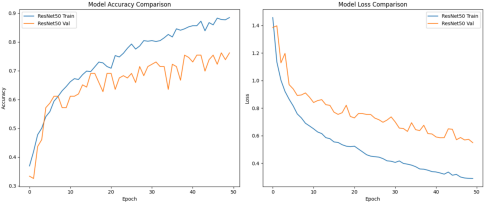 Model Accuracy Comparison
ResNet50 Train
ResNet50 Val
Accuracy
0.9
0.8
0.7
0.6
0.5
0.4
0.3
0
10
20
30
40
50
Epoch
Model Loss Comparison
ResNet50 Train
ResNet50 Val
Loss
1.4
1.2
1.0
0.8
0.6
0.4
0
10
20
30
40
50
Epoch